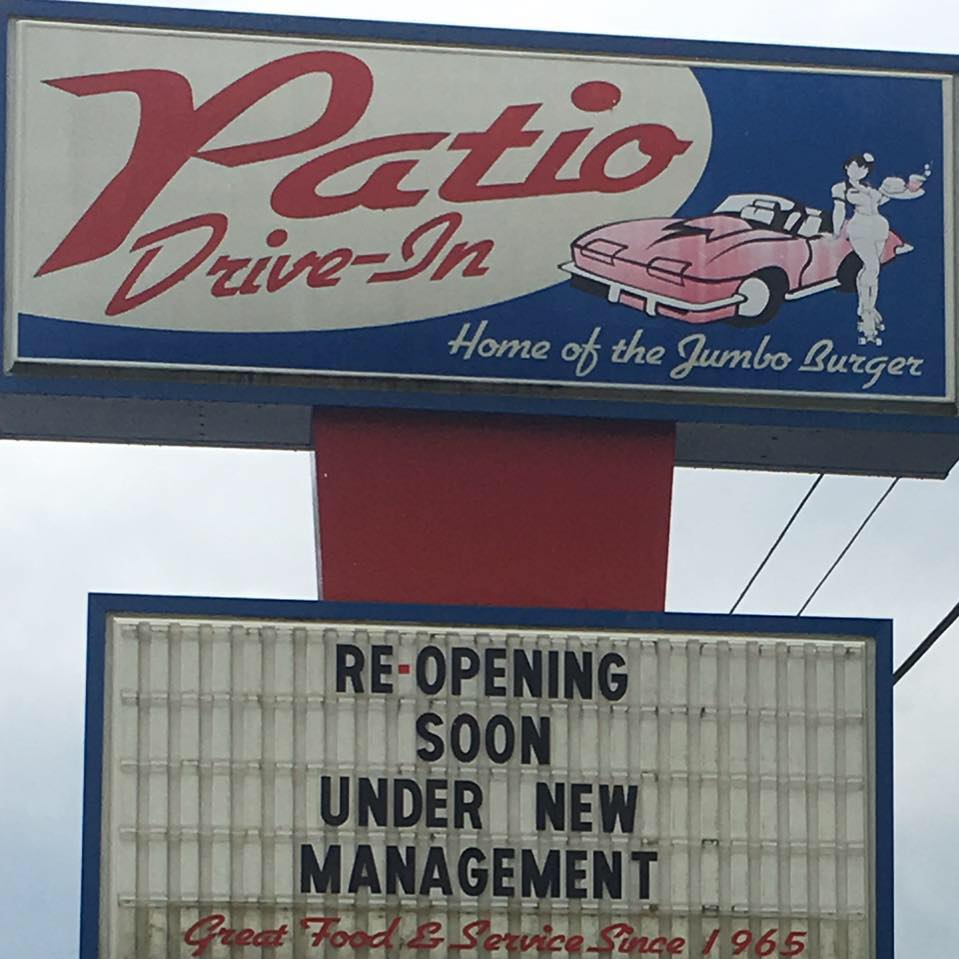 Patio
Drive-In
Home of the Jumbo Burger
RE-OPENING
SOON
UNDER NEW
MANAGEMENT
Great Food & Service Since 1965